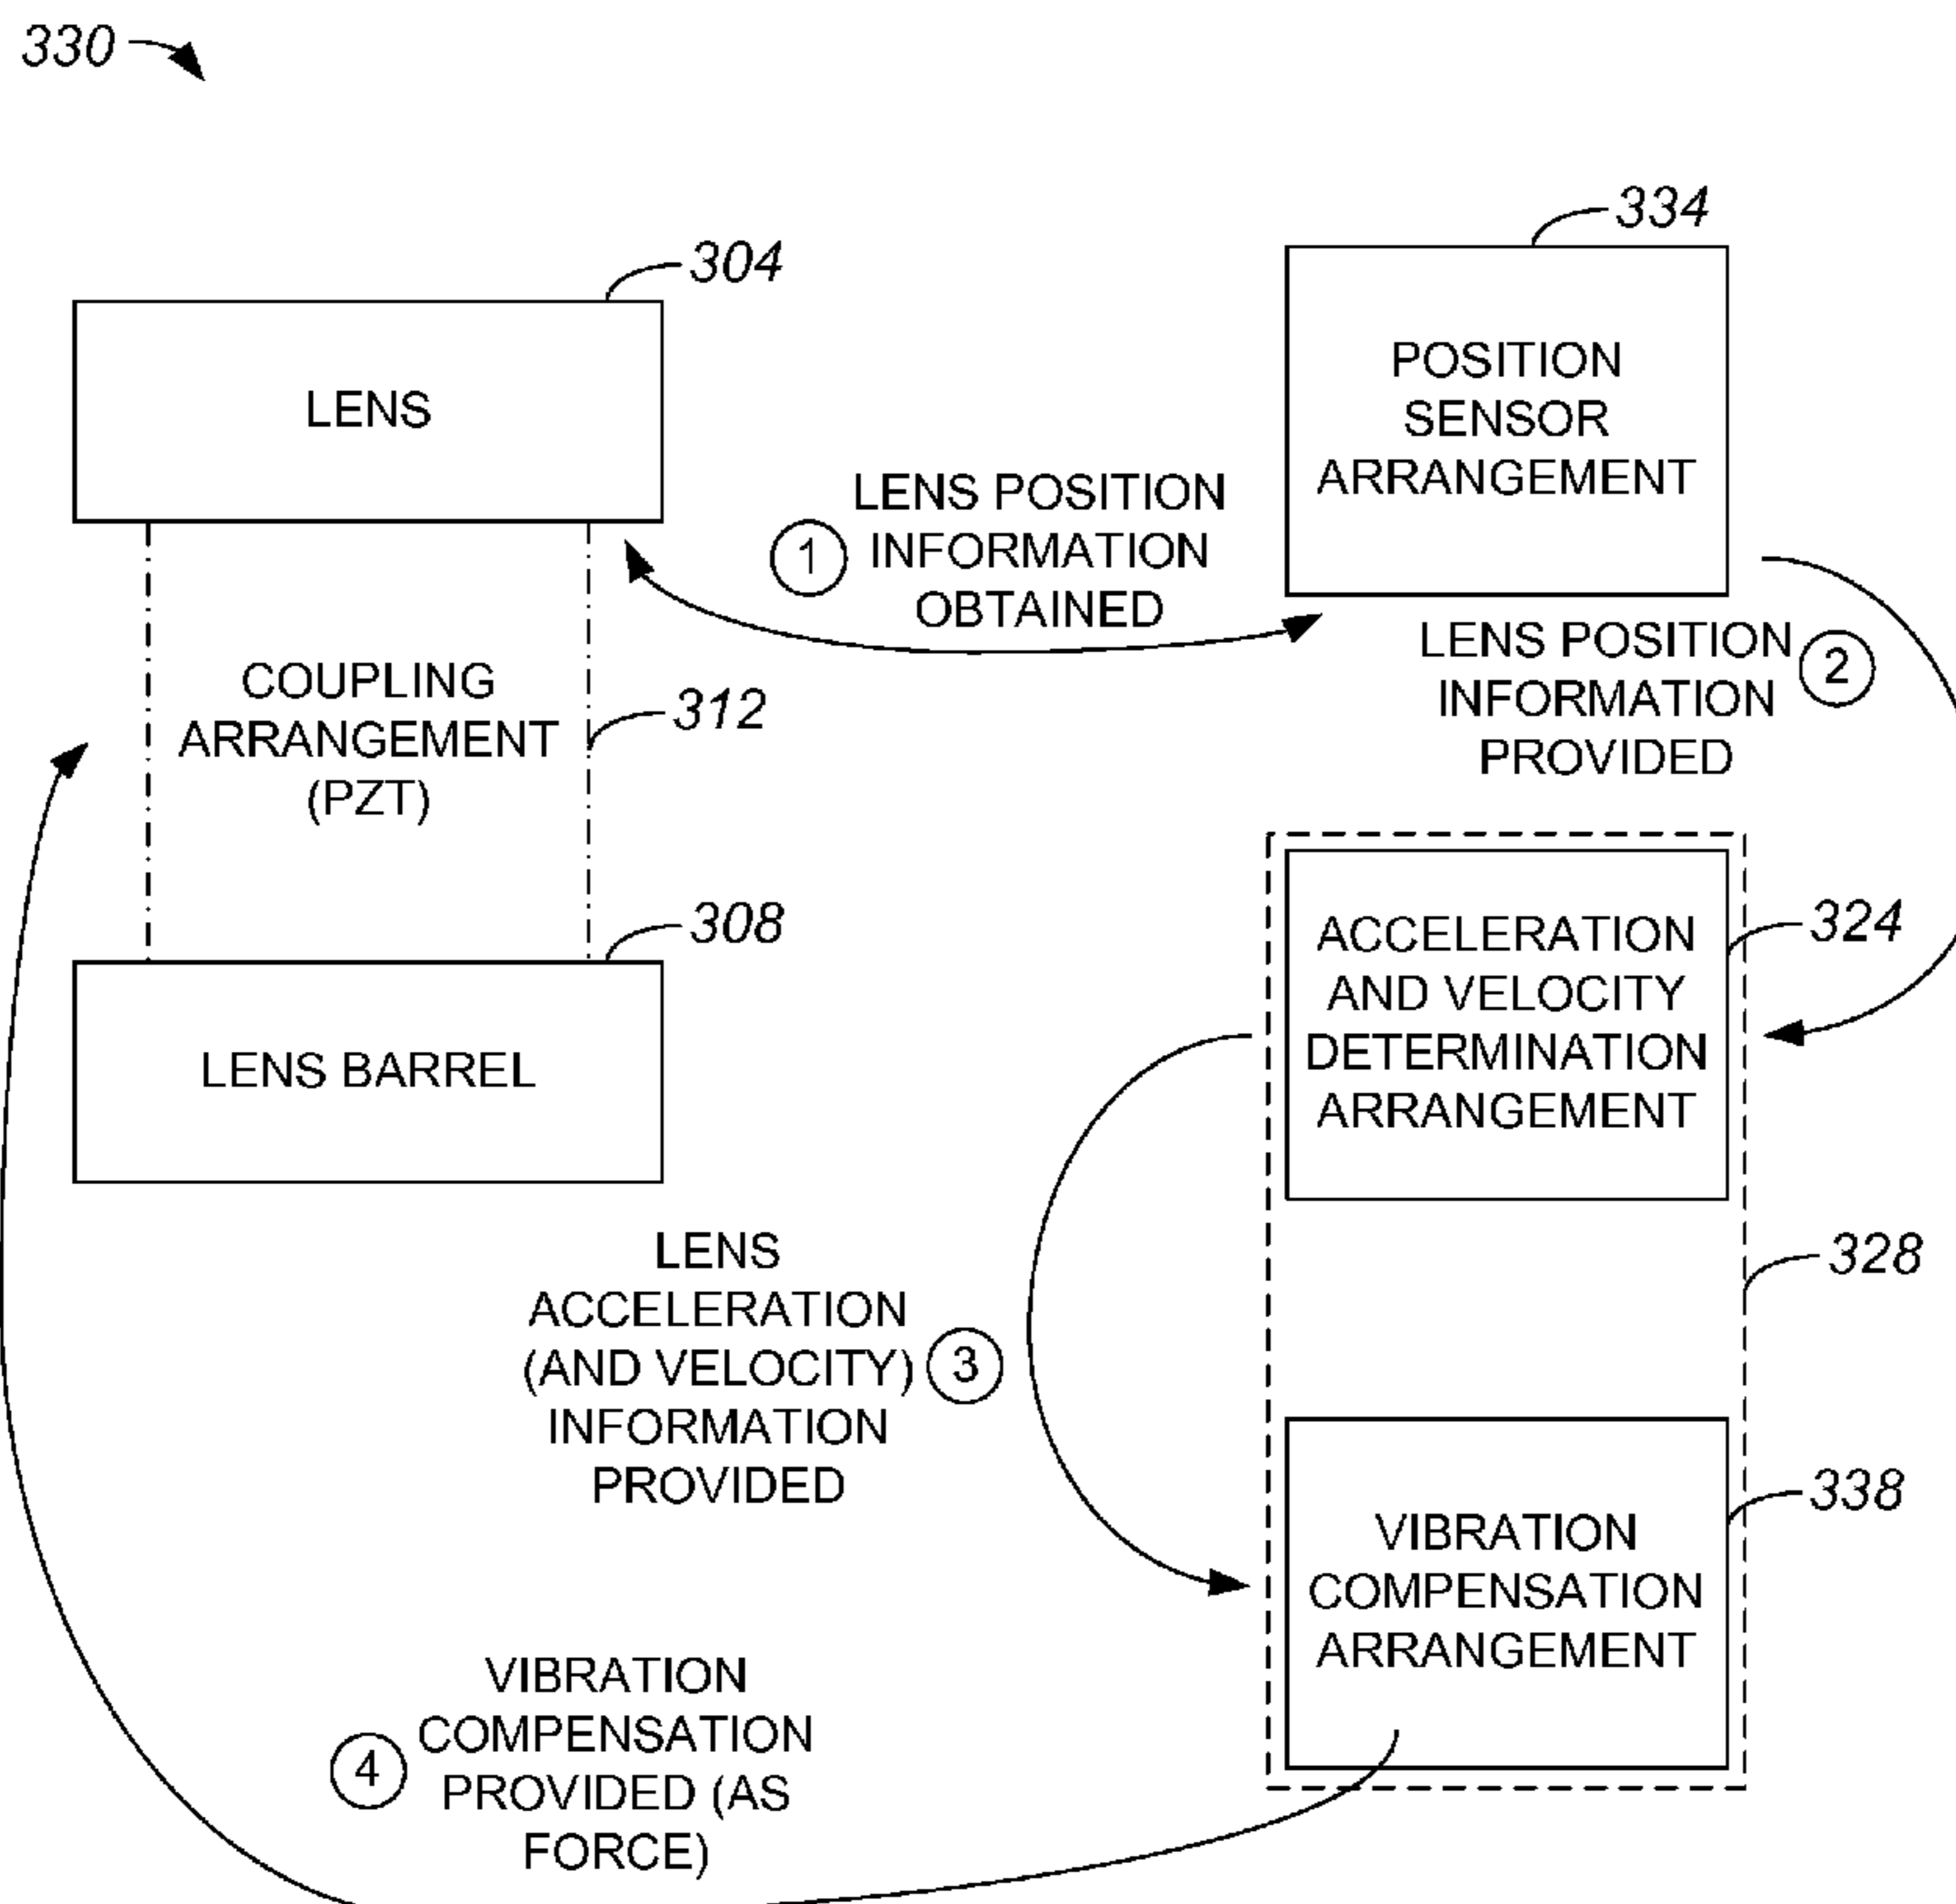 330
334
304
LENS
POSITION
SENSOR
ARRANGEMENT
1
LENS POSITION
INFORMATION
OBTAINED
LENS POSITION
INFORMATION
PROVIDED
2
COUPLING
ARRANGEMENT
(PZT)
312
308
LENS BARREL
ACCELERATION
AND VELOCITY
DETERMINATION
ARRANGEMENT
324
328
LENS
ACCELERATION
(AND VELOCITY)
INFORMATION
PROVIDED
3
338
VIBRATION
COMPENSATION
ARRANGEMENT
4
VIBRATION
COMPENSATION
PROVIDED (AS
FORCE)